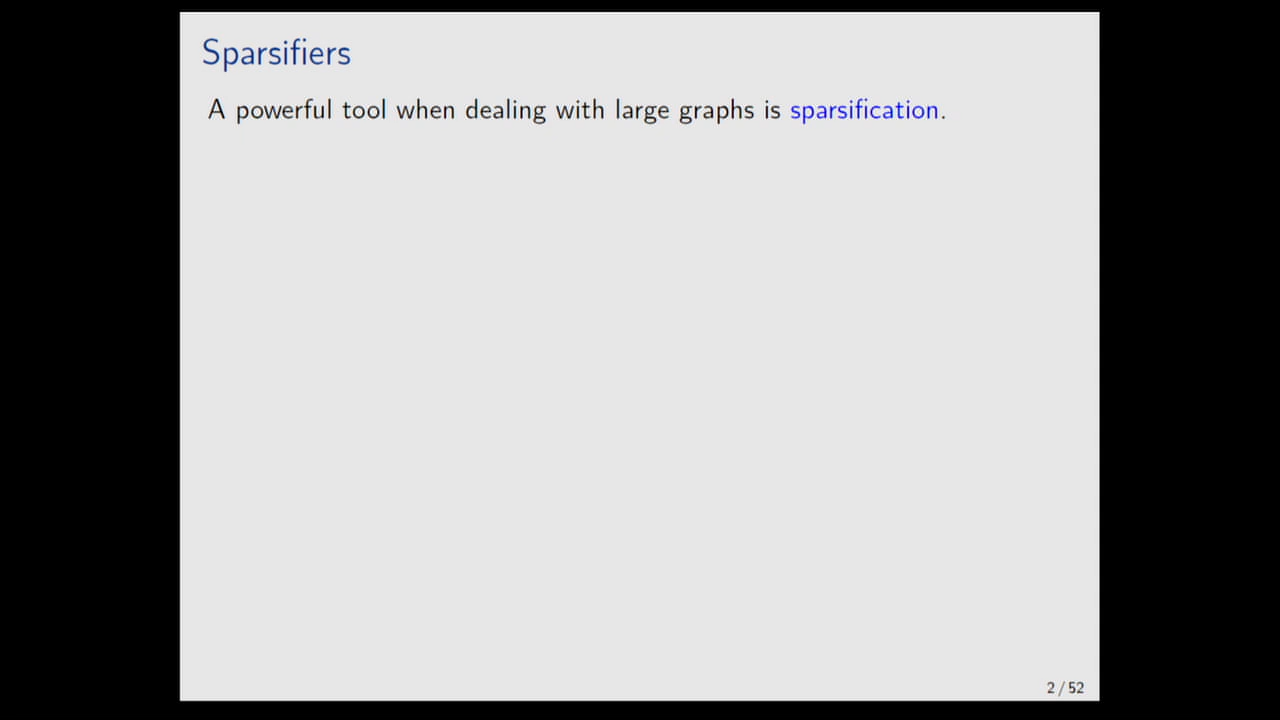 Sparsifiers
A powerful tool when dealing with large graphs is sparsification.
2 / 52